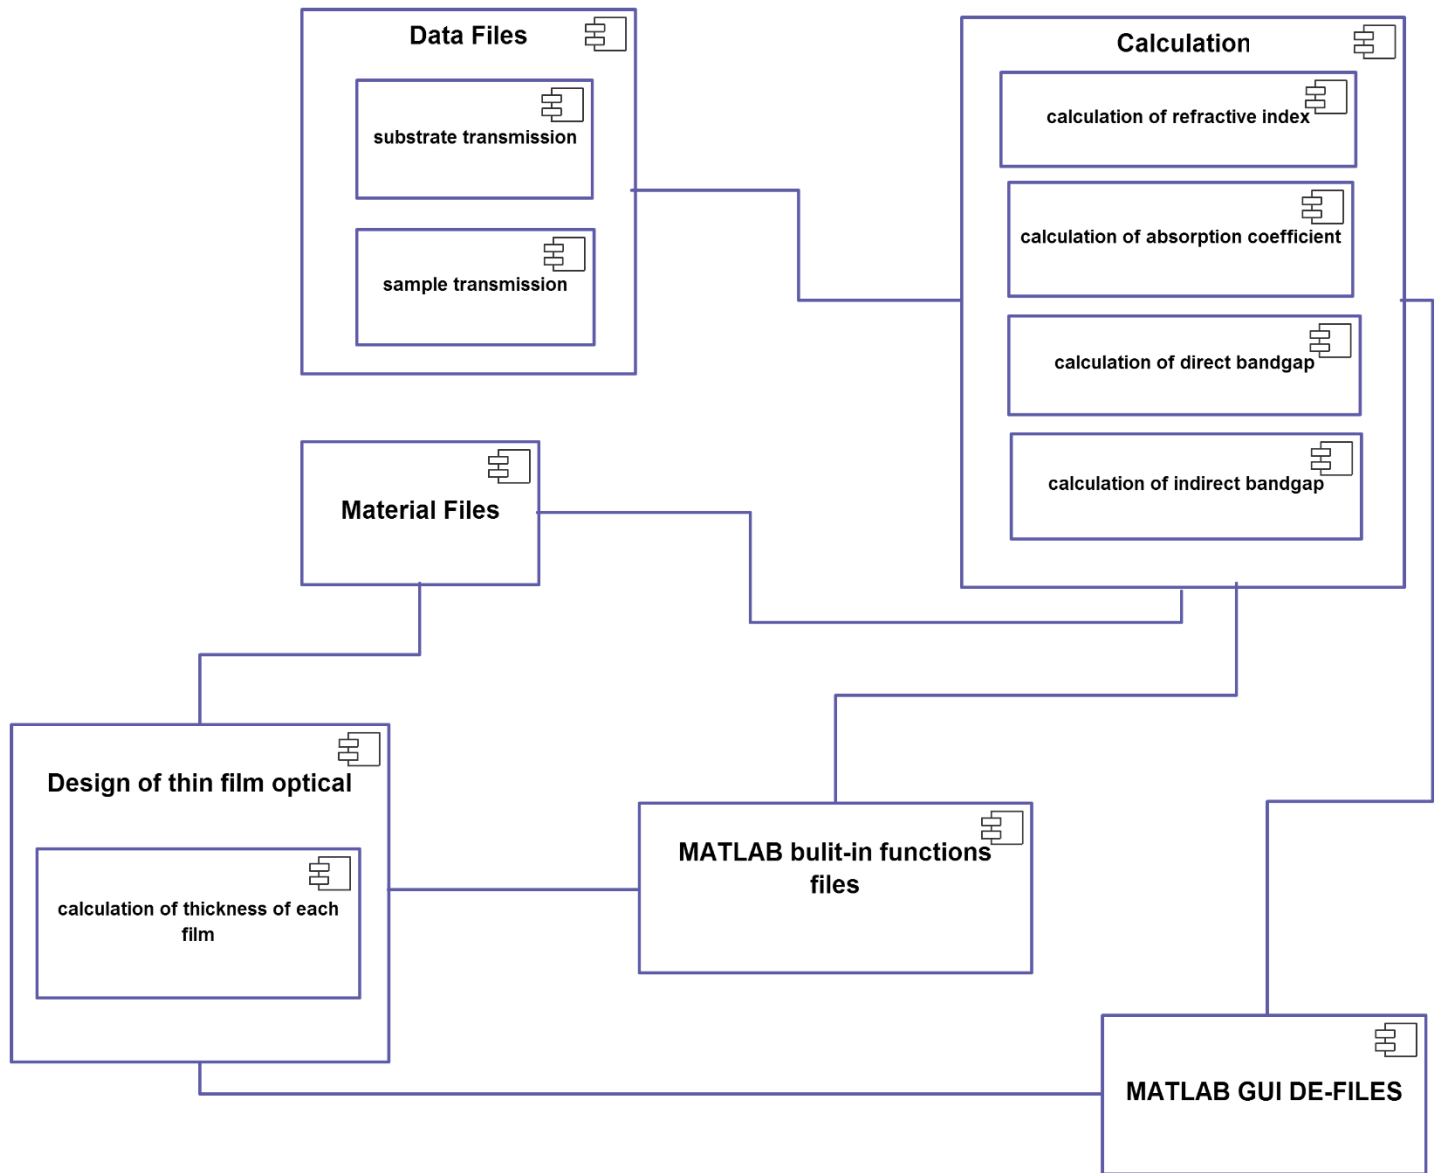 Data Files
substrate transmission
sample transmission
Calculation
calculation of refractive index
calculation of absorption coefficient
calculation of direct bandgap
calculation of indirect bandgap
Material Files
Design of thin film optical
calculation of thickness of each
film
MATLAB bulit-in functions
files
MATLAB GUI DE-FILES